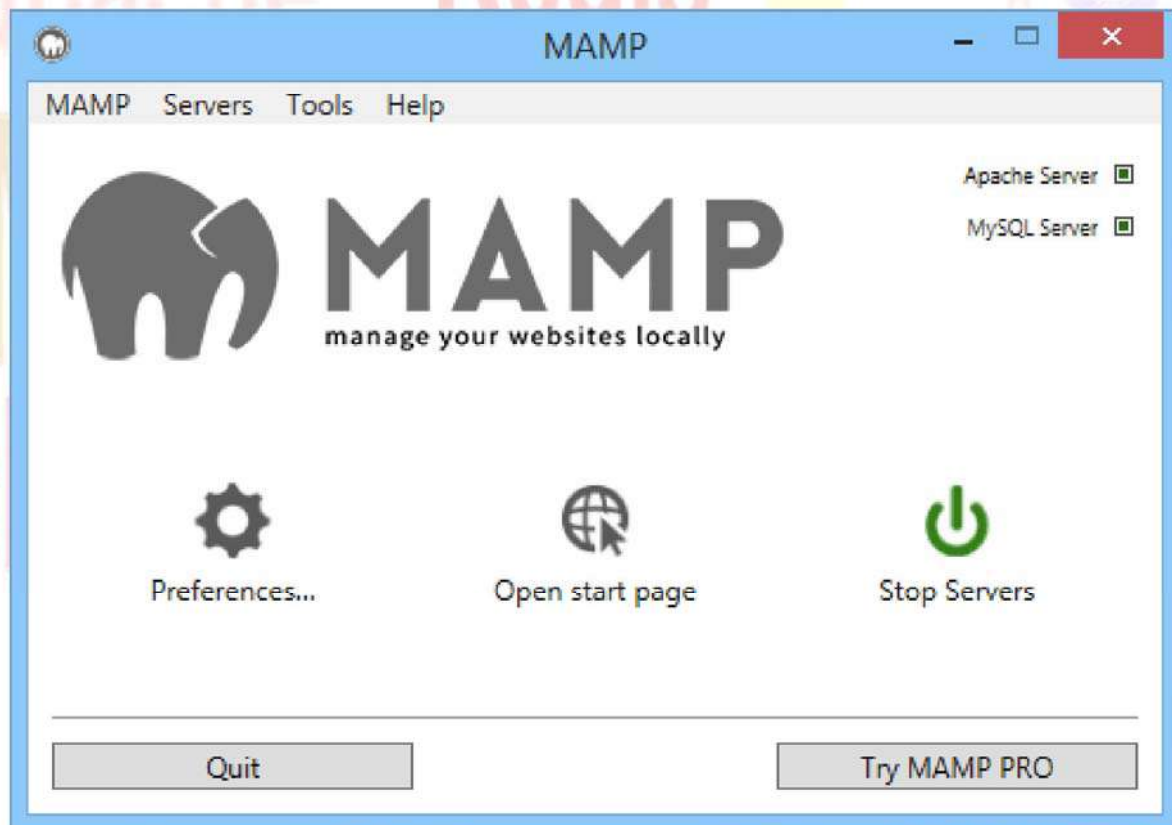 MAMP
MAMP Servers Tools Help
Apache Server
MySQL Server
MAMP
manage your websites locally
Preferences... Open start page Stop Servers
Quit Try MAMP PRO